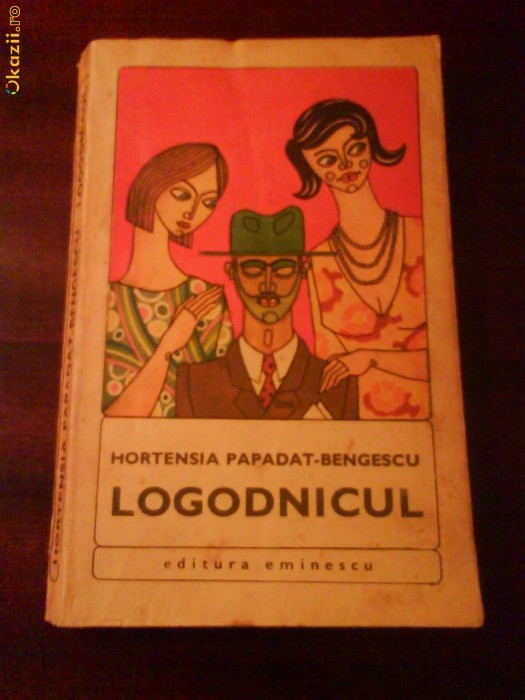 Okazii.ro
HORTENSIA PAPADAT-BENGESCU
LOGODNICUL
editura eminescu
HORTENSIA PAPADAT-BENGESCU LOGODNICUL